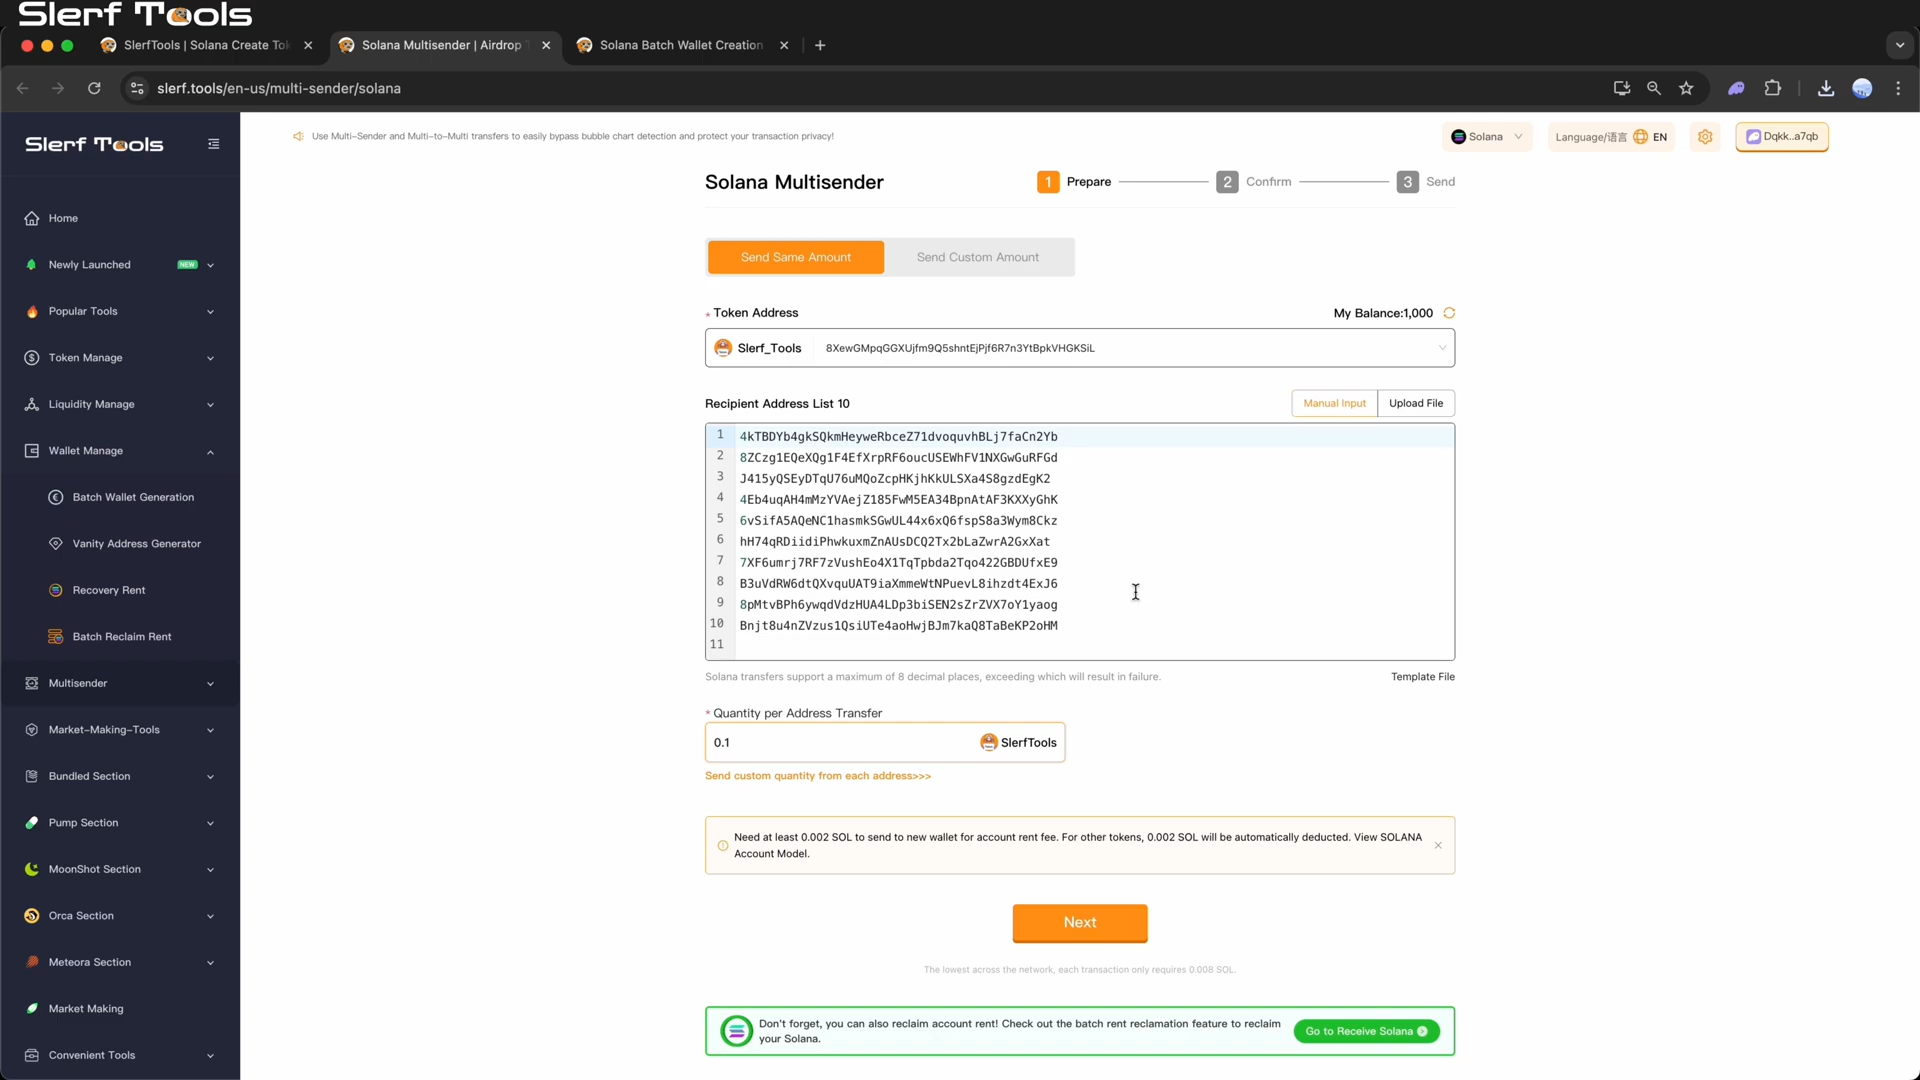 Slerf Tools
SlerfTools | Solana Create Tok
Solana Multisender | Airdrop T
Solana Batch Wallet Creation
slerf.tools/en-us/multi-sender/solana
Slerf Tools
Use Multi-Sender and Multi-to-Multi transfers to easily bypass bubble chart detection and protect your transaction privacy!
Solana
Language/语言 EN
Dqkk..a7qb
Home
Newly Launched NEW
Popular Tools
Token Manage
Liquidity Manage
Wallet Manage
Batch Wallet Generation
Vanity Address Generator
Recovery Rent
Batch Reclaim Rent
Multisender
Market-Making-Tools
Bundled Section
Pump Section
MoonShot Section
Orca Section
Meteora Section
Market Making
Convenient Tools
Solana Multisender
1 Prepare
2 Confirm
3 Send
Send Same Amount
Send Custom Amount
* Token Address
My Balance:1,000
Slerf_Tools 8XewGMpqGGXUjfm9Q5shntEjPjf6R7n3YtBpkVHGKSiL
Recipient Address List 10
Manual Input
Upload File
1 4kTBDYb4gkSQkmHeyweRbceZ71dvoquvhBLj7faCn2Yb
2 8ZCzg1EQeXQg1F4EfXrpRF6oucUSEWhFV1NXGwGuRFGd
3 J415yQSEyDTqU76uMQoZcpHKjhKkULSXa4S8gzdEgK2
4 4Eb4uqAH4mMzYVAejZ185FwM5EA34BpnAtAF3KXXyGhK
5 6vSifA5AQeNC1hasmkSGwUL44x6xQ6fspS8a3Wym8Ckz
6 hH74qRDiidiPhwkuxmZnAUsDCQ2Tx2bLaZwrA2GxXat
7 7XF6umrj7RF7zVushEo4X1TqTpbda2Tqo422GBDUfxE9
8 B3uVdRW6dtQXvquUAT9iaXmmeWtNPuevL8ihzdt4ExJ6
9 8pMtvBPh6ywqdVdzHUA4LDp3biSEN2sZrZVX7oY1yaog
10 Bnjt8u4nZVzus1QsiUTe4aoHwjBJm7kaQ8TaBeKP2oHM
11
Solana transfers support a maximum of 8 decimal places, exceeding which will result in failure.
Template File
* Quantity per Address Transfer
0.1 SlerfTools
Send custom quantity from each address>>>
Need at least 0.002 SOL to send to new wallet for account rent fee. For other tokens, 0.002 SOL will be automatically deducted. View SOLANA
Account Model.
Next
The lowest across the network, each transaction only requires 0.008 SOL.
Don't forget, you can also reclaim account rent! Check out the batch rent reclamation feature to reclaim
your Solana.
Go to Receive Solana